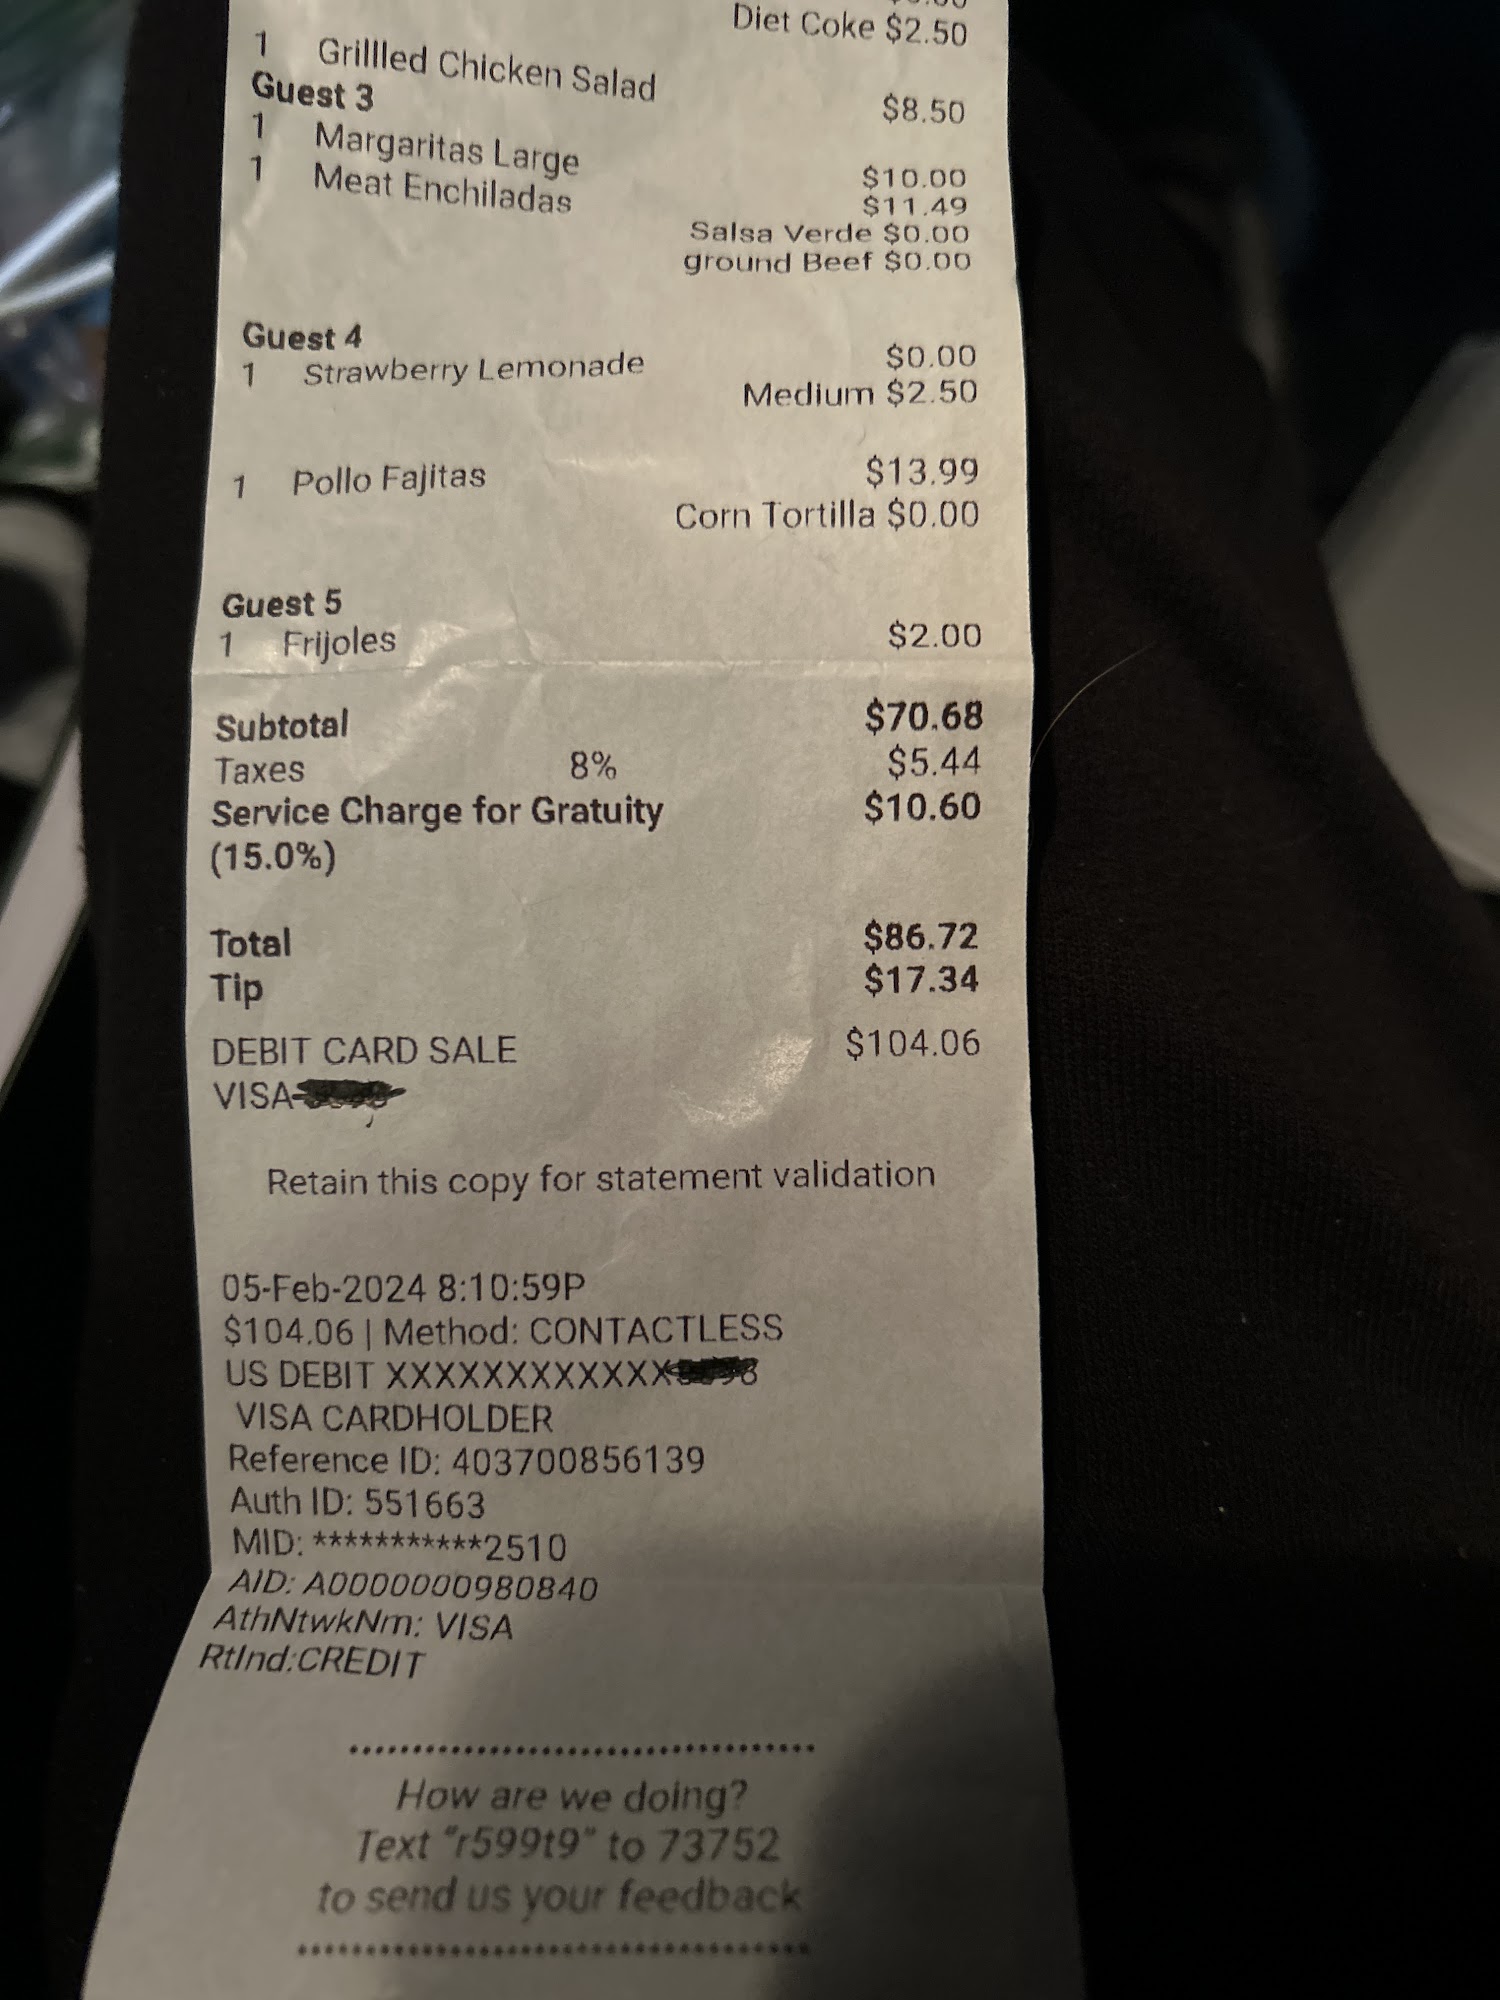 Diet Coke $2.50
1 Grillled Chicken Salad $8.50
Guest 3
1 Margaritas Large $10.00
1 Meat Enchiladas $11.49
Salsa Verde $0.00
ground Beef $0.00
Guest 4
1 Strawberry Lemonade $0.00
Medium $2.50
1 Pollo Fajitas $13.99
Corn Tortilla $0.00
Guest 5
1 Frijoles $2.00
Subtotal $70.68
Taxes 8% $5.44
Service Charge for Gratuity $10.60
(15.0%)
Total $86.72
Tip $17.34
DEBIT CARD SALE $104.06
VISA-
Retain this copy for statement validation
05-Feb-2024 8:10:59P
$104.06 | Method: CONTACTLESS
US DEBIT XXXXXXXXXXXX
VISA CARDHOLDER
Reference ID: 403700856139
Auth ID: 551663
MID: ***********2510
AID: A0000000980840
AthNtwkNm: VISA
RtInd:CREDIT
How are we doing?
Text "r599t9" to 73752
to send us your feedback